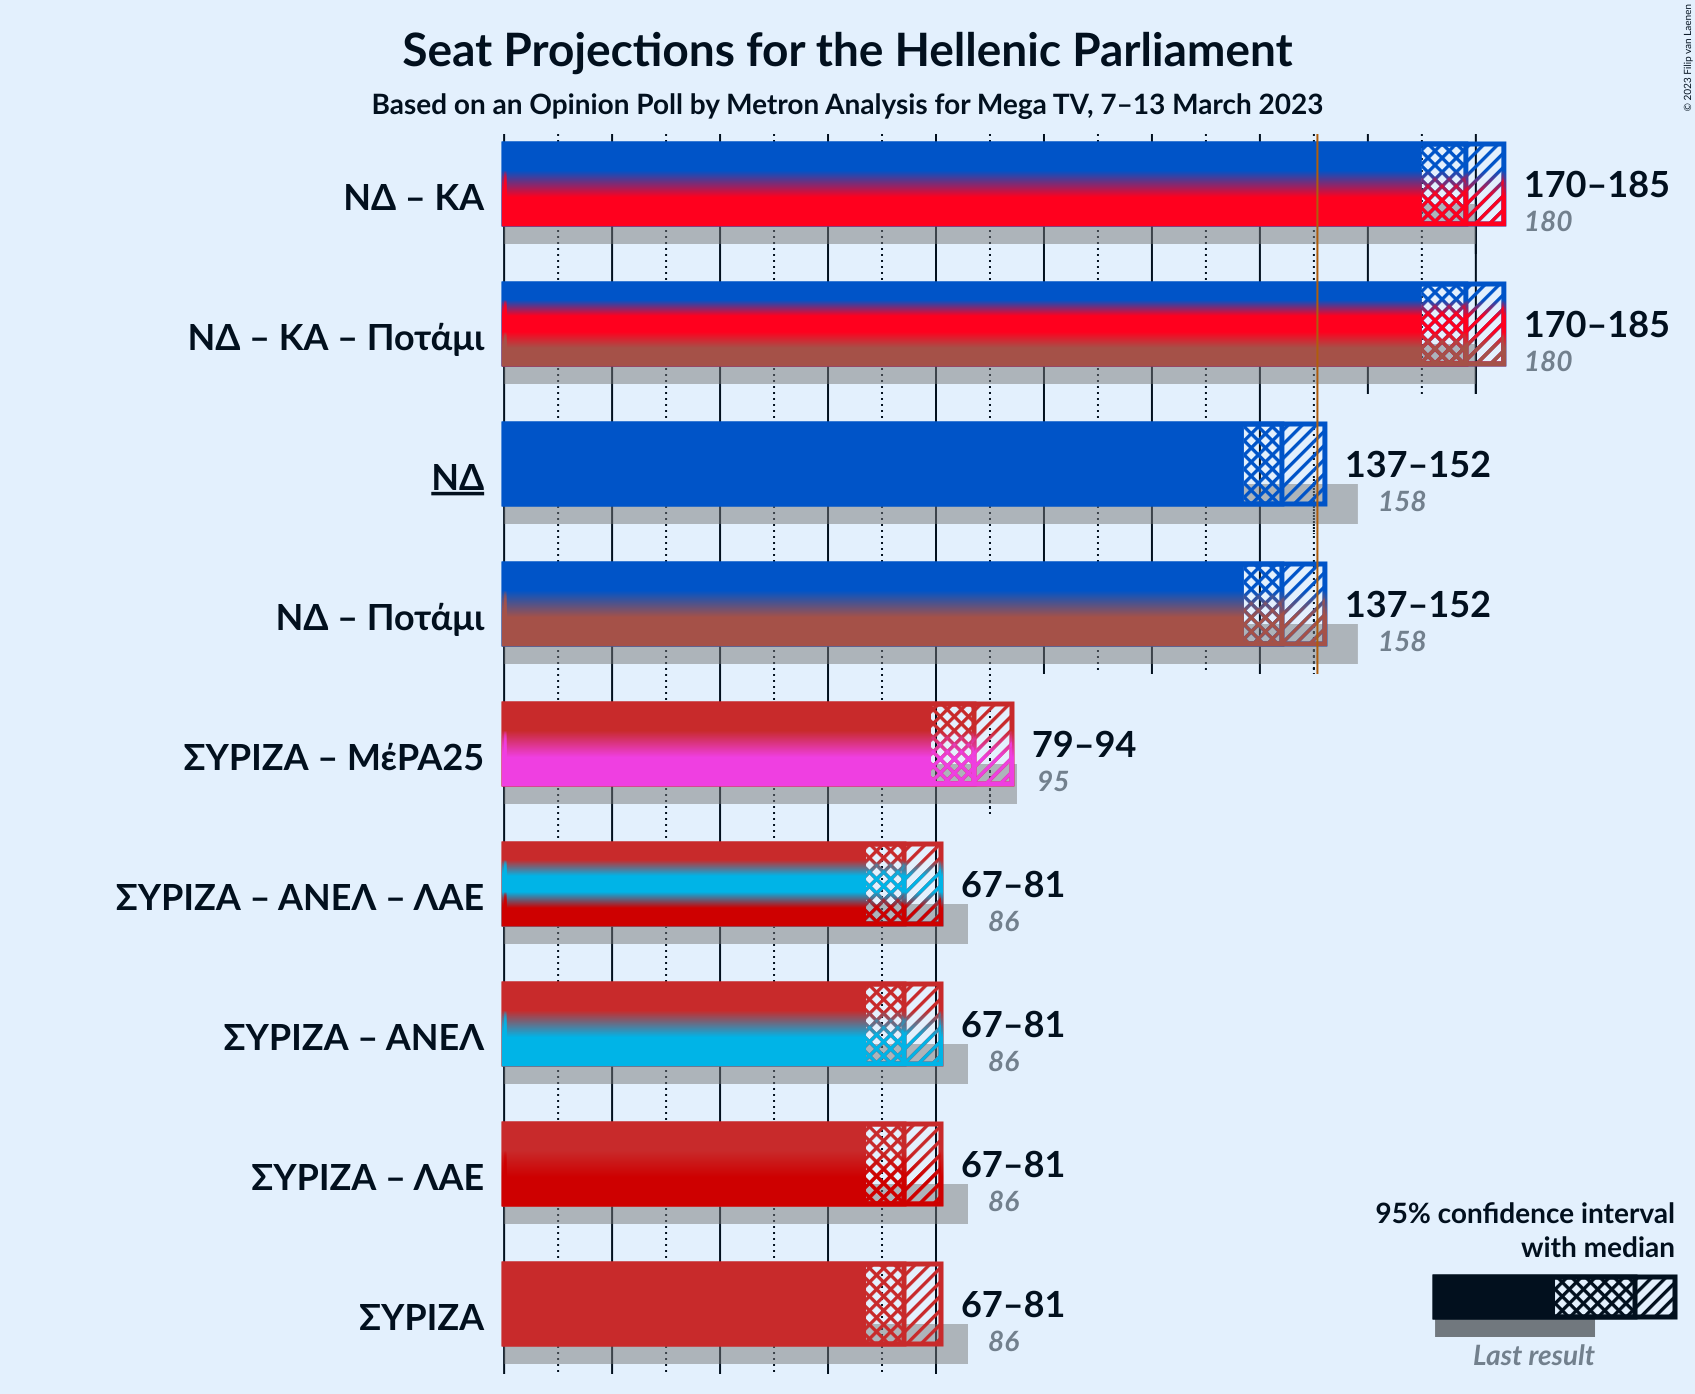 Seat Projections for the Hellenic Parliament
Based on an Opinion Poll by Metron Analysis for Mega TV, 7–13 March 2023
© 2023 Filip van Laenen
ΝΔ – ΚΑ
170–185
180
ΝΔ – ΚΑ – Ποτάμι
170–185
180
ΝΔ
137–152
158
ΝΔ – Ποτάμι
137–152
158
ΣΥΡΙΖΑ – ΜέΡΑ25
79–94
95
ΣΥΡΙΖΑ – ΑΝΕΛ – ΛΑΕ
67–81
86
ΣΥΡΙΖΑ – ΑΝΕΛ
67–81
86
ΣΥΡΙΖΑ – ΛΑΕ
67–81
86
ΣΥΡΙΖΑ
67–81
86
95% confidence interval
with median
Last result